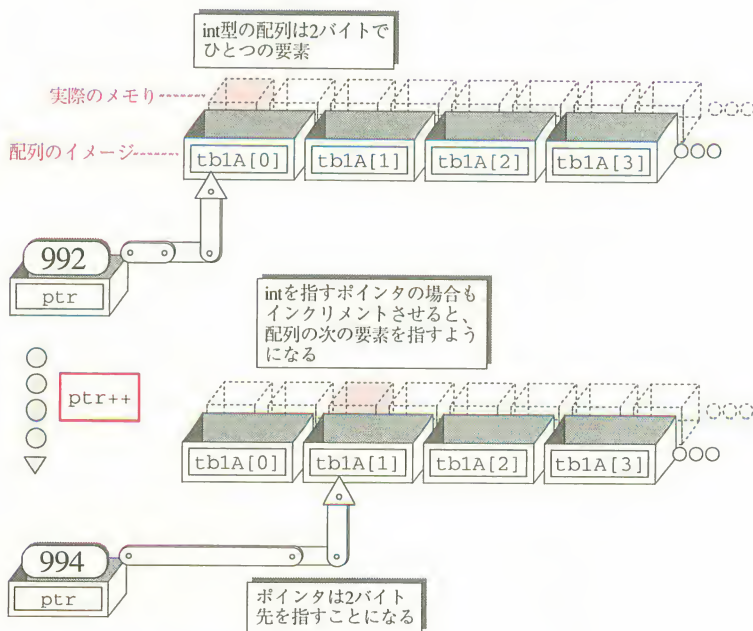 int型の配列は2バイトで
ひとつの要素
実際のメモリ
配列のイメージ
tb1A[0]
tb1A[1]
tb1A[2]
tb1A[3]
992
ptr
intを指すポインタの場合も
インクリメントさせると、
配列の次の要素を指すよう
になる
ptr++
tb1A[0]
tb1A[1]
tb1A[2]
tb1A[3]
994
ptr
ポインタは2バイト
先を指すことになる